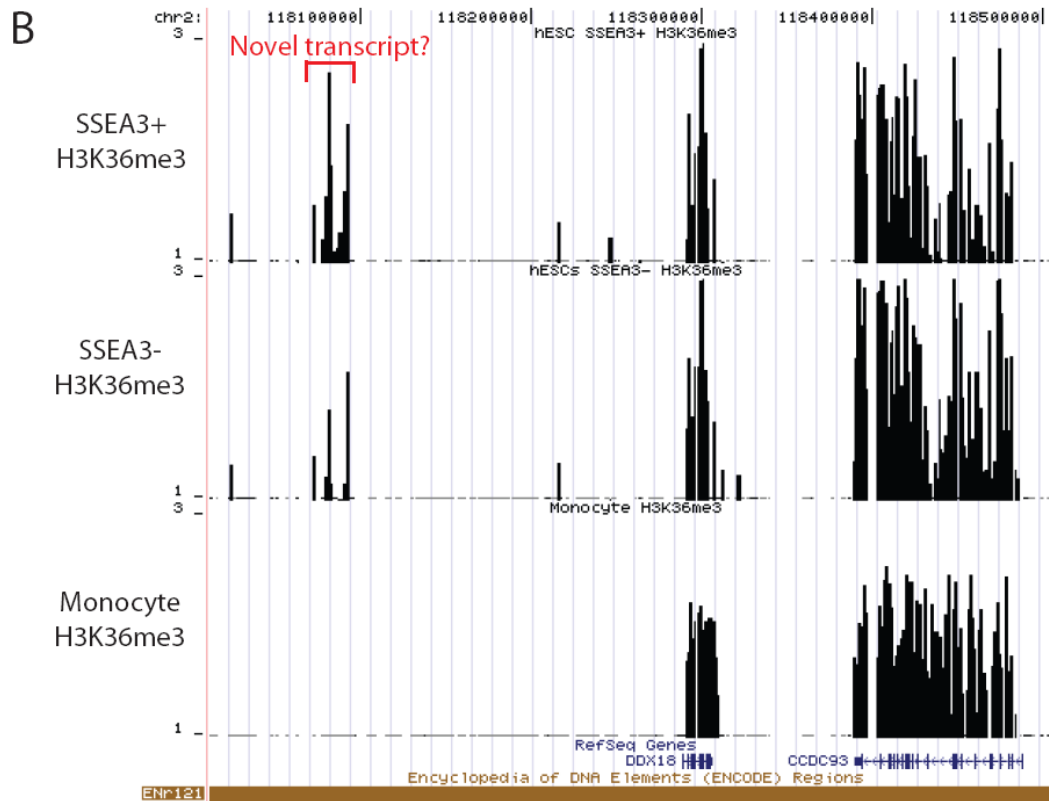 B
chr2: 118100000| 118200000| 118300000| 118400000| 118500000|
3 _
hESC SSEA3+ H3K36me3
Novel transcript?
SSEA3+
H3K36me3
1 _
3 _
hESCs SSEA3- H3K36me3
SSEA3-
H3K36me3
1 _
3 _
Monocyte H3K36me3
Monocyte
H3K36me3
1 _
RefSeq Genes
DDX18 CCDC93
Encyclopedia of DNA Elements (ENCODE) Regions
ENr121